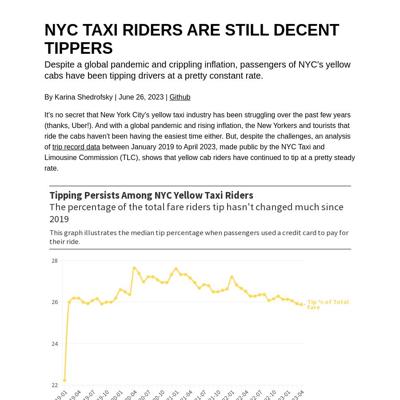 NYC TAXI RIDERS ARE STILL DECENT
TIPPERS
Despite a global pandemic and crippling inflation, passengers of NYC's yellow
cabs have been tipping drivers at a pretty constant rate.
By Karina Shedrofsky | June 26, 2023 | Github
It's no secret that New York City's yellow taxi industry has been struggling over the past few years
(thanks, Uber!). And with a global pandemic and rising inflation, the New Yorkers and tourists that
ride the cabs haven't been having the easiest time either. But, despite the challenges, an analysis
of trip record data between January 2019 to April 2023, made public by the NYC Taxi and
Limousine Commission (TLC), shows that yellow cab riders have continued to tip at a pretty steady
rate.
Tipping Persists Among NYC Yellow Taxi Riders
The percentage of the total fare riders tip hasn't changed much since
2019
This graph illustrates the median tip percentage when passengers used a credit card to pay for
their ride.
28
Tip % of Total
Fare
26
24
22